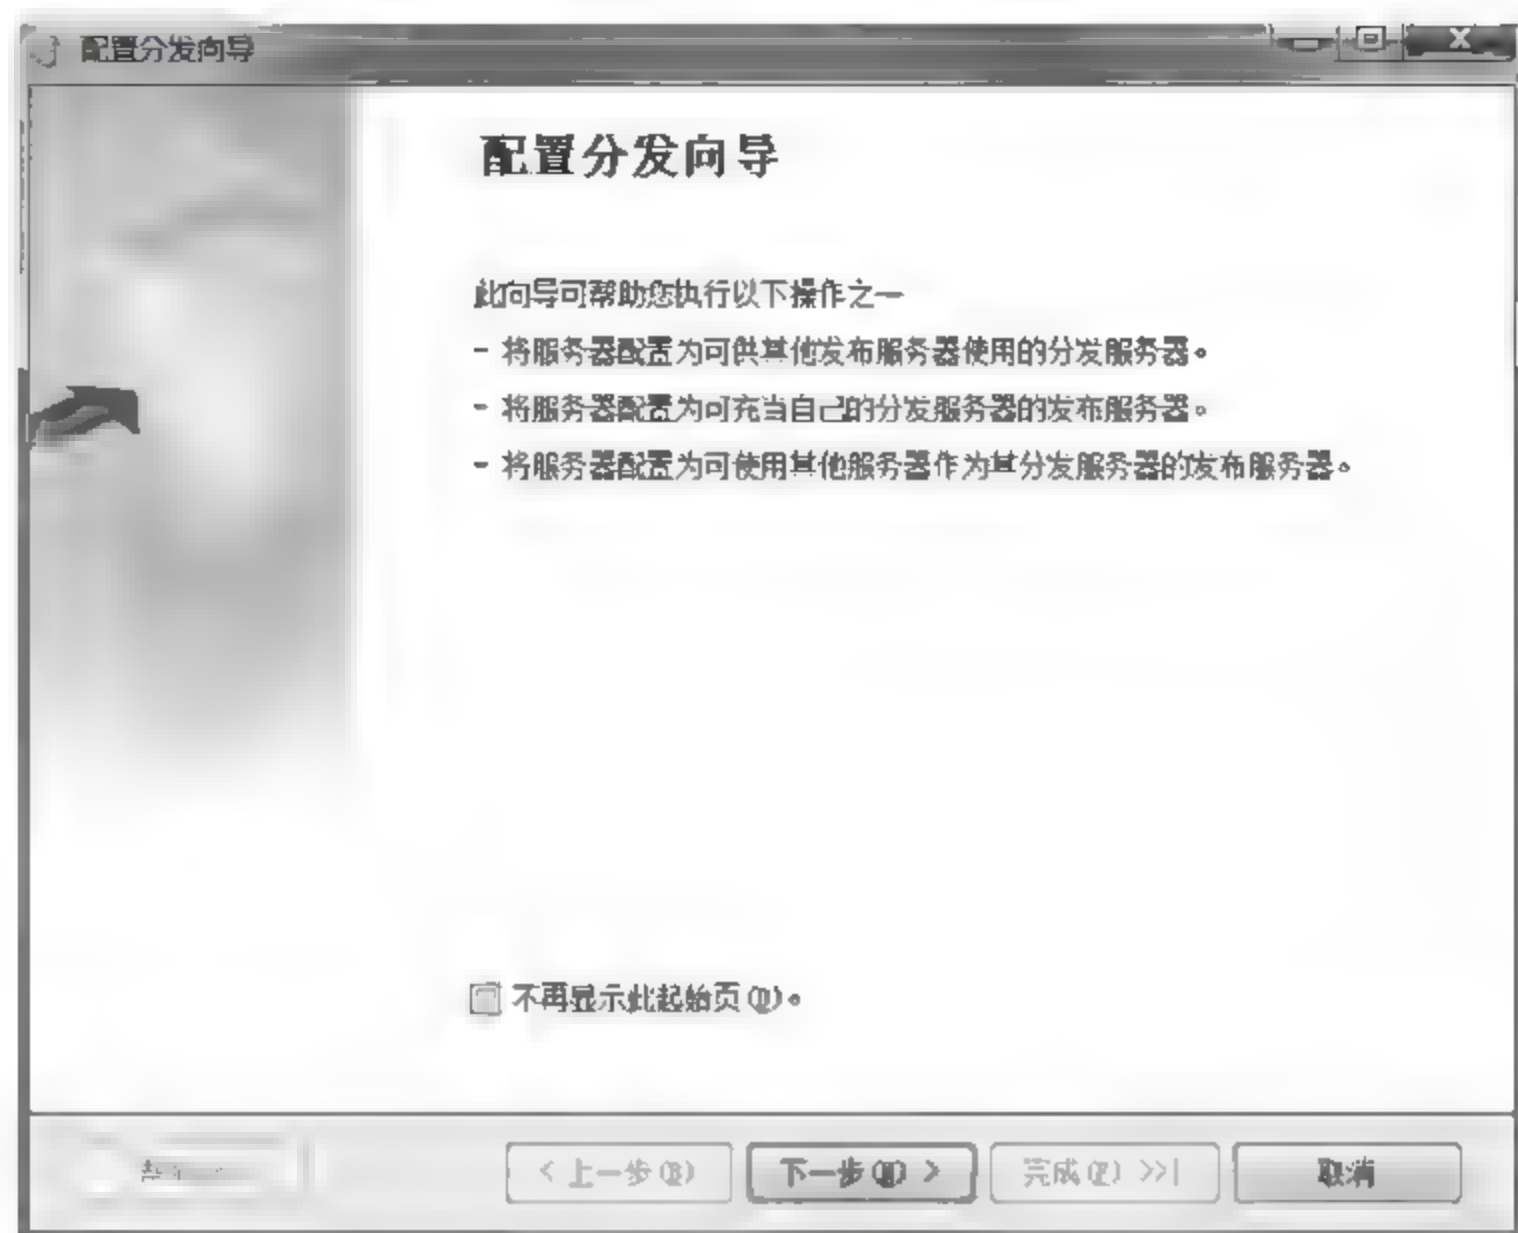 配置分发向导
配置分发向导
此向导可帮助您执行以下操作之一
- 将服务器配置为可供其他发布服务器使用的分发服务器。
- 将服务器配置为可充当自己的分发服务器的发布服务器。
- 将服务器配置为可使用其他服务器作为其分发服务器的发布服务器。
不再显示此起始页(D)。
< 上一步(B) 下一步(N) > 完成(F) >>| 取消